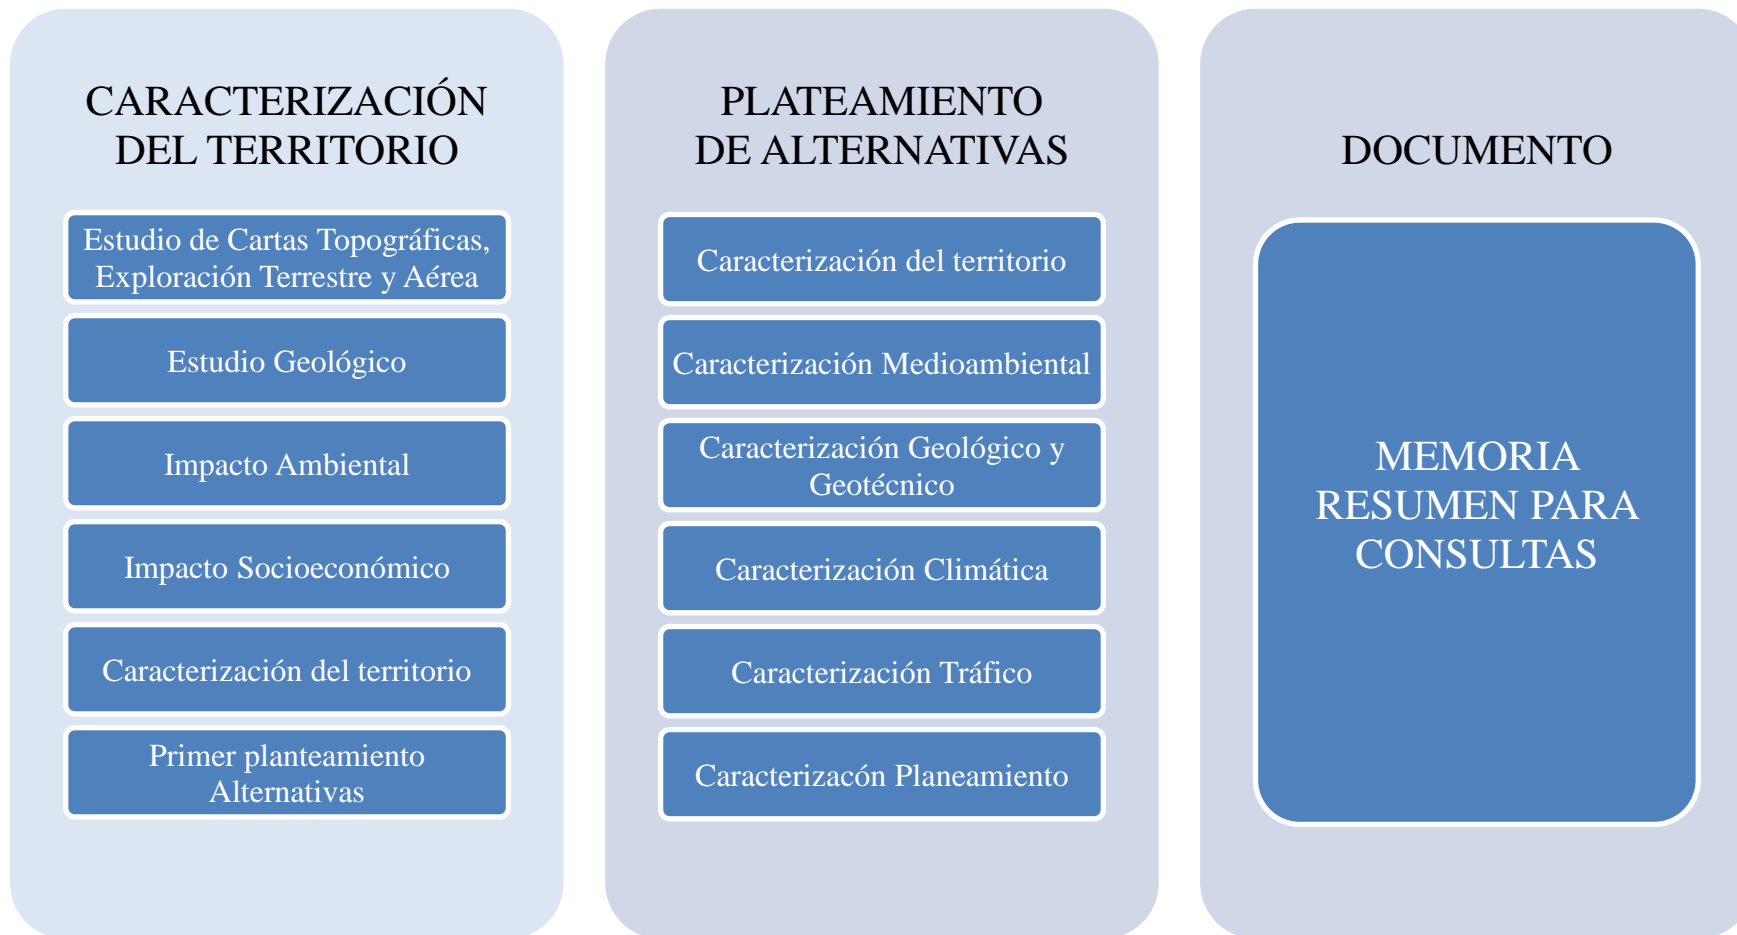 CARACTERIZACIÓN
DEL TERRITORIO
Estudio de Cartas Topográficas,
Exploración Terrestre y Aérea
Estudio Geológico
Impacto Ambiental
Impacto Socioeconómico
Caracterización del territorio
Primer planteamiento
Alternativas
PLATEAMIENTO
DE ALTERNATIVAS
Caracterización del territorio
Caracterización Medioambiental
Caracterización Geológico y
Geotécnico
Caracterización Climática
Caracterización Tráfico
Caracterizacón Planeamiento
DOCUMENTO
MEMORIA
RESUMEN PARA
CONSULTAS